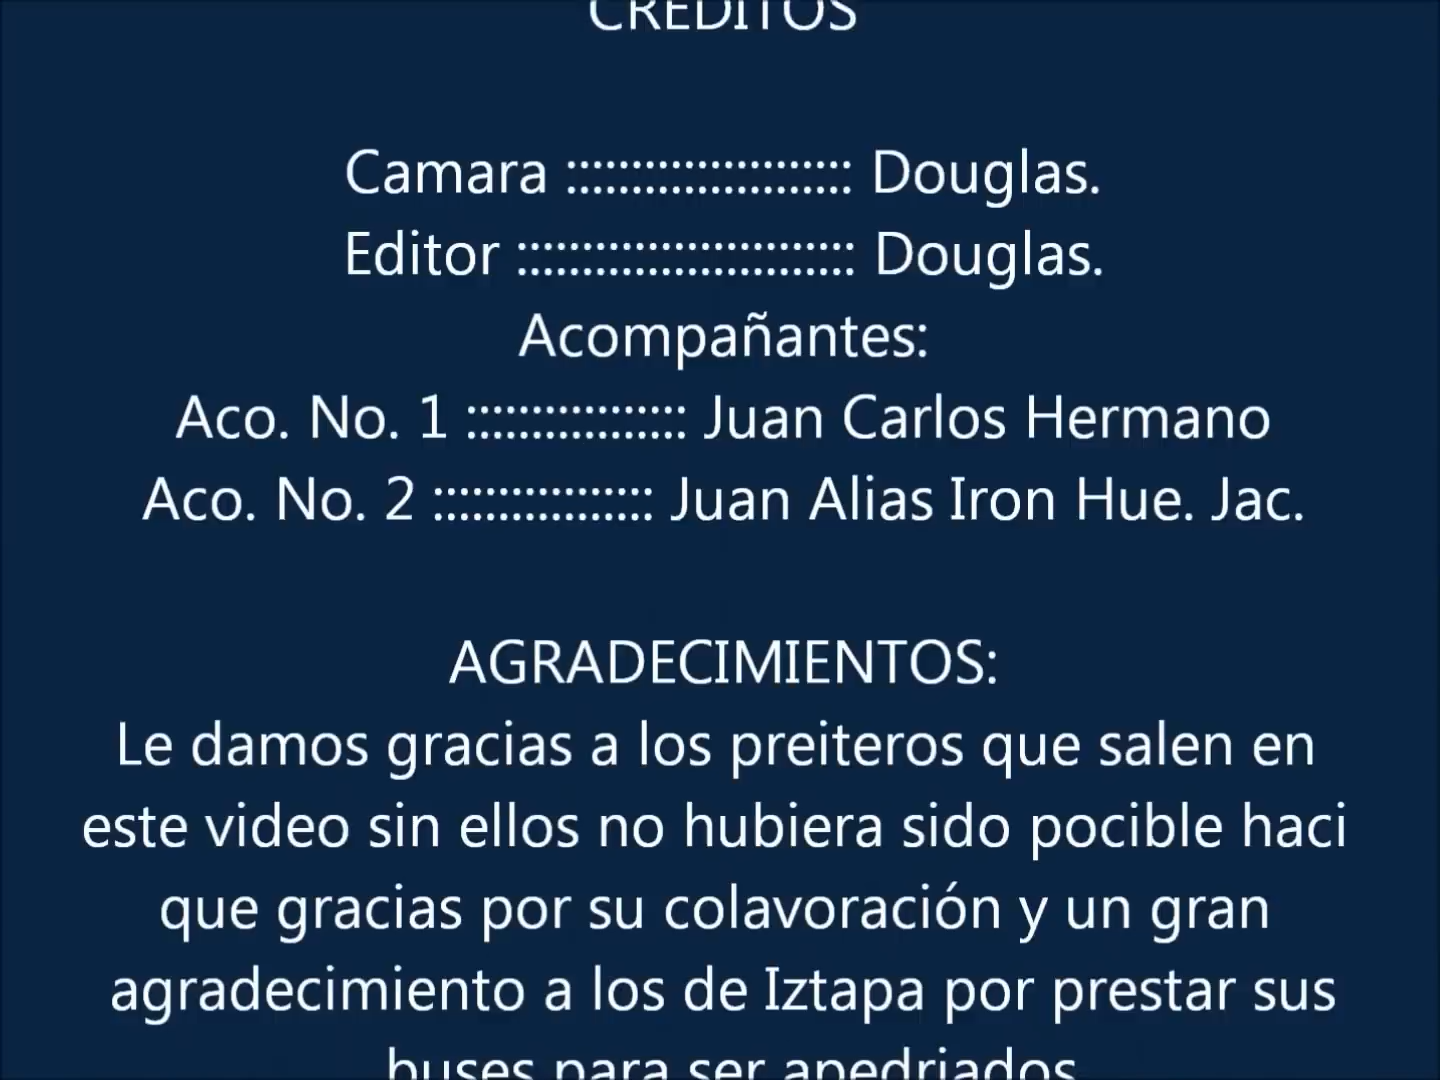 CREDITOS
Camara :::::::::::::::::::::: Douglas.
Editor :::::::::::::::::::::::::: Douglas.
Acompañantes:
Aco. No. 1 ::::::::::::::::: Juan Carlos Hermano
Aco. No. 2 ::::::::::::::::: Juan Alias Iron Hue. Jac.
AGRADECIMIENTOS:
Le damos gracias a los preiteros que salen en
este video sin ellos no hubiera sido pocible haci
que gracias por su colavoración y un gran
agradecimiento a los de Iztapa por prestar sus
buses para ser apedriados